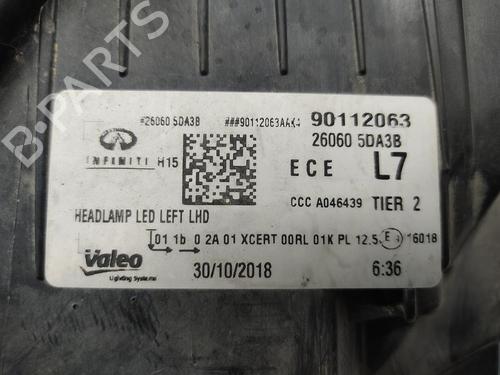 #26060 5DA3B ###90112063AAK4 90112063
26060 5DA3B
INFINITI H15 ECE L7
CCC A046439 TIER 2
HEADLAMP LED LEFT LHD
01 1b 0 2A 01 XCERT 00RL 01K PL 12.5 E 16018
Valeo
Lighting Systems
30/10/2018 6:36
B-PARTS